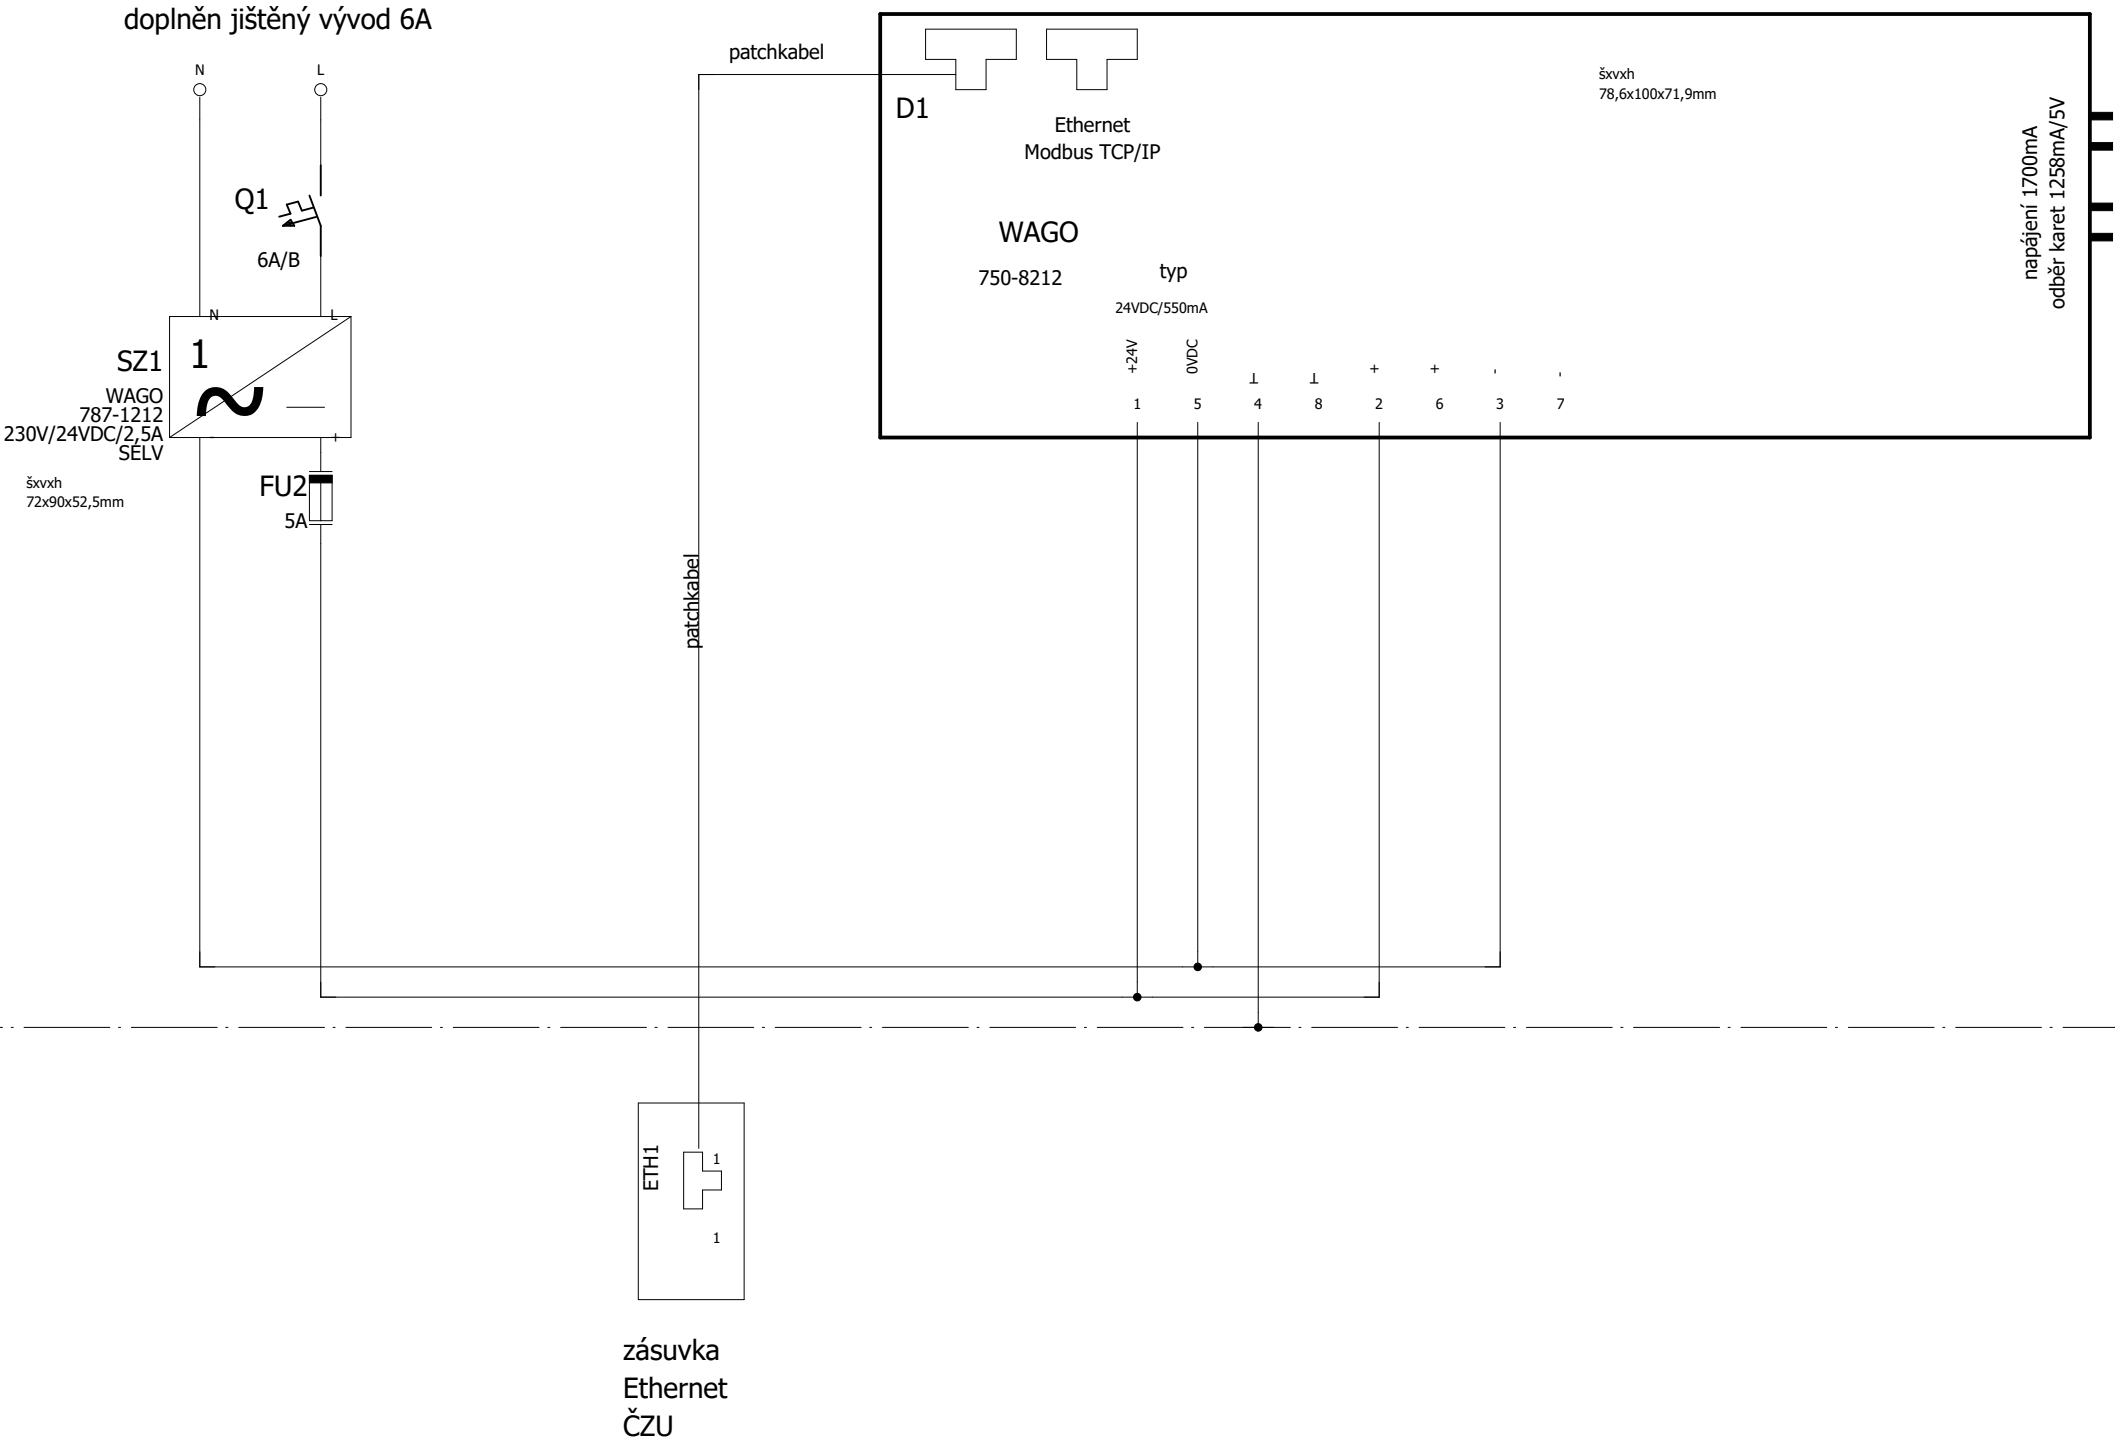 doplněn jištěný vývod 6A
N
L
Q1
6A/B
N
L
SZ1
1
WAGO
787-1212
230V/24VDC/2,5A
SELV
-
+
šxvxh
72x90x52,5mm
FU2
5A
patchkabel
patchkabel
D1
Ethernet
Modbus TCP/IP
WAGO
750-8212
typ
24VDC/550mA
+24V
0VDC
⊥
⊥
+
+
-
-
1
5
4
8
2
6
3
7
šxvxh
78,6x100x71,9mm
napájení 1700mA
odběr karet 1258mA/5V
ETH1
1
1
zásuvka
Ethernet
ČZU